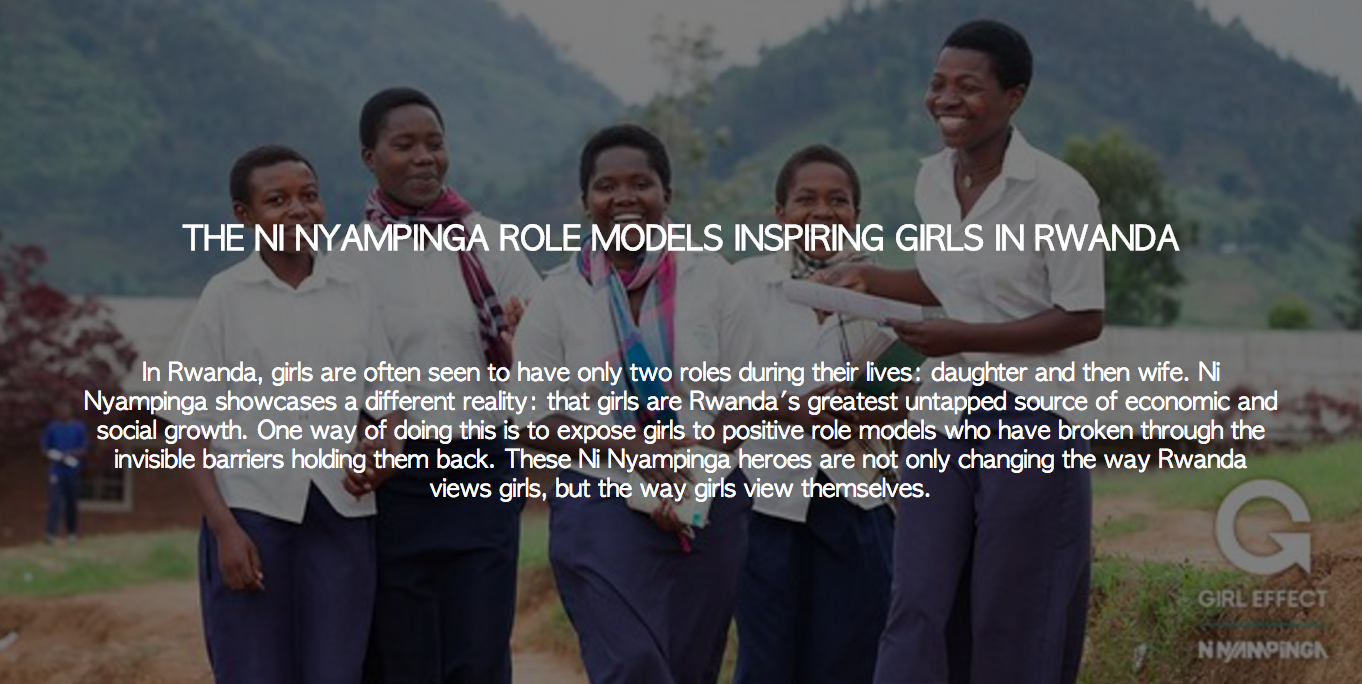 THE NI NYAMPINGA ROLE MODELS INSPIRING GIRLS IN RWANDA
In Rwanda, girls are often seen to have only two roles during their lives: daughter and then wife. Ni
Nyampinga showcases a different reality: that girls are Rwanda's greatest untapped source of economic and
social growth. One way of doing this is to expose girls to positive role models who have broken through the
invisible barriers holding them back. These Ni Nyampinga heroes are not only changing the way Rwanda
views girls, but the way girls view themselves.
GIRL EFFECT
NI NYAMPINGA